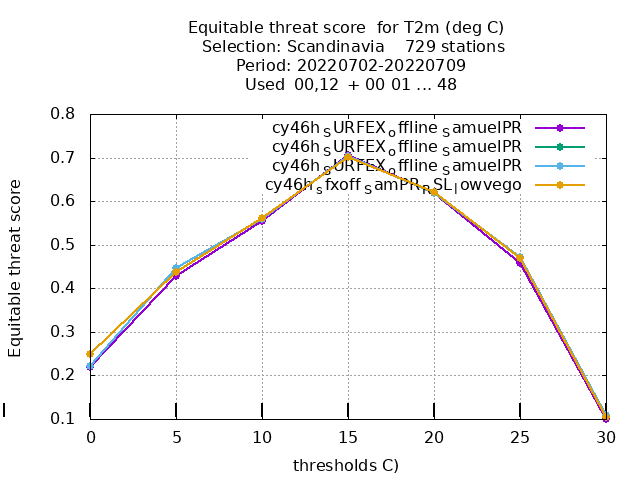 Equitable threat score for T2m (deg C)
Selection: Scandinavia 729 stations
Period: 20220702-20220709
Used 00,12 + 00 01 ... 48
0.8
0.7
0.6
0.5
0.4
0.3
0.2
0.1
Equitable threat score
cy46h_SURFEX_offline_SamuelPR
cy46h_SURFEX_offline_SamuelPR
cy46h_SURFEX_offline_SamuelPR
cy46h_sfxoff_SamPR_RSL_lowvego
0 5 10 15 20 25 30
thresholds C)